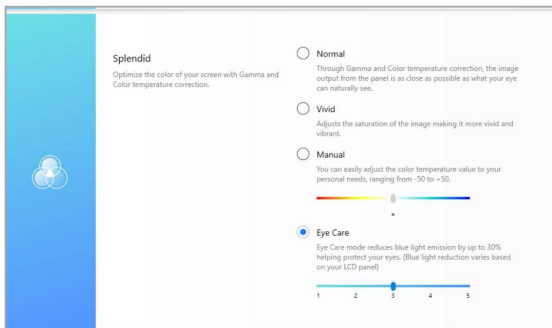 Splendid
Optimize the color of your screen with Gamma and
Color temperature correction.
Normal
Through Gamma and Color temperature correction, the image
output from the panel is as close as possible as what your eye
can naturally see.
Vivid
Adjusts the saturation of the image making it more vivid and
vibrant.
Manual
You can easily adjust the color temperature value to your
personal needs, ranging from -50 to +50.
Eye Care
Eye Care mode reduces blue light emission by up to 30%
helping protect your eyes. (Blue light reduction varies based
on your LCD panel)
1 2 3 4 5